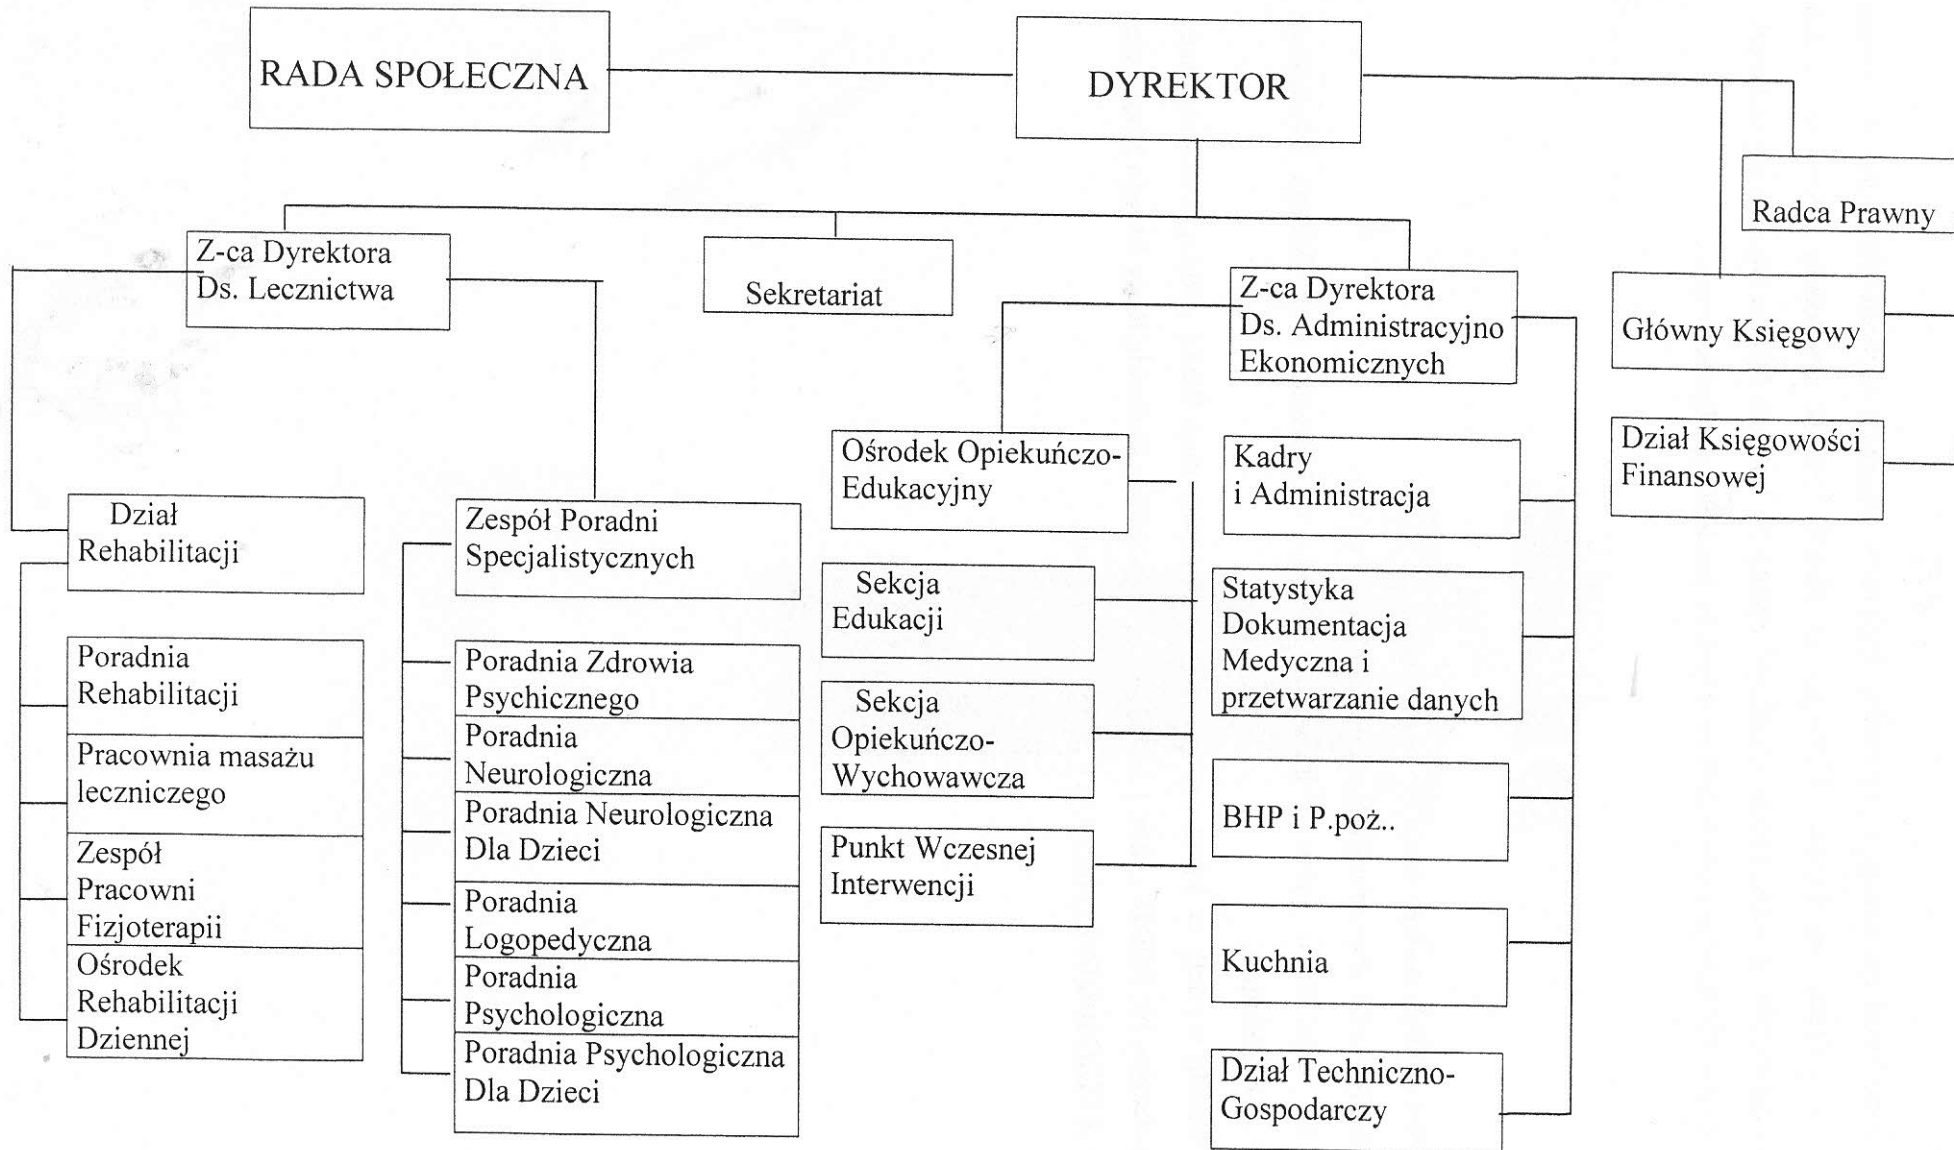 RADA SPOŁECZNA
DYREKTOR
Radca Prawny
Z-ca Dyrektora
Ds. Lecznictwa
Sekretariat
Z-ca Dyrektora
Ds. Administracyjno
Ekonomicznych
Główny Księgowy
Ośrodek Opiekuńczo-
Edukacyjny
Kadry
i Administracja
Dział Księgowości
Finansowej
Dział
Rehabilitacji
Zespół Poradni
Specjalistycznych
Sekcja
Edukacji
Statystyka
Dokumentacja
Medyczna i
przetwarzanie danych
Poradnia
Rehabilitacji
Pracownia masażu
leczniczego
Zespół
Pracowni
Fizjoterapii
Ośrodek
Rehabilitacji
Dziennej
Poradnia Zdrowia
Psychicznego
Poradnia
Neurologiczna
Poradnia Neurologiczna
Dla Dzieci
Poradnia
Logopedyczna
Poradnia
Psychologiczna
Poradnia Psychologiczna
Dla Dzieci
Sekcja
Opiekuńczo-
Wychowawcza
Punkt Wczesnej
Interwencji
BHP i P.poż..
Kuchnia
Dział Techniczno-
Gospodarczy